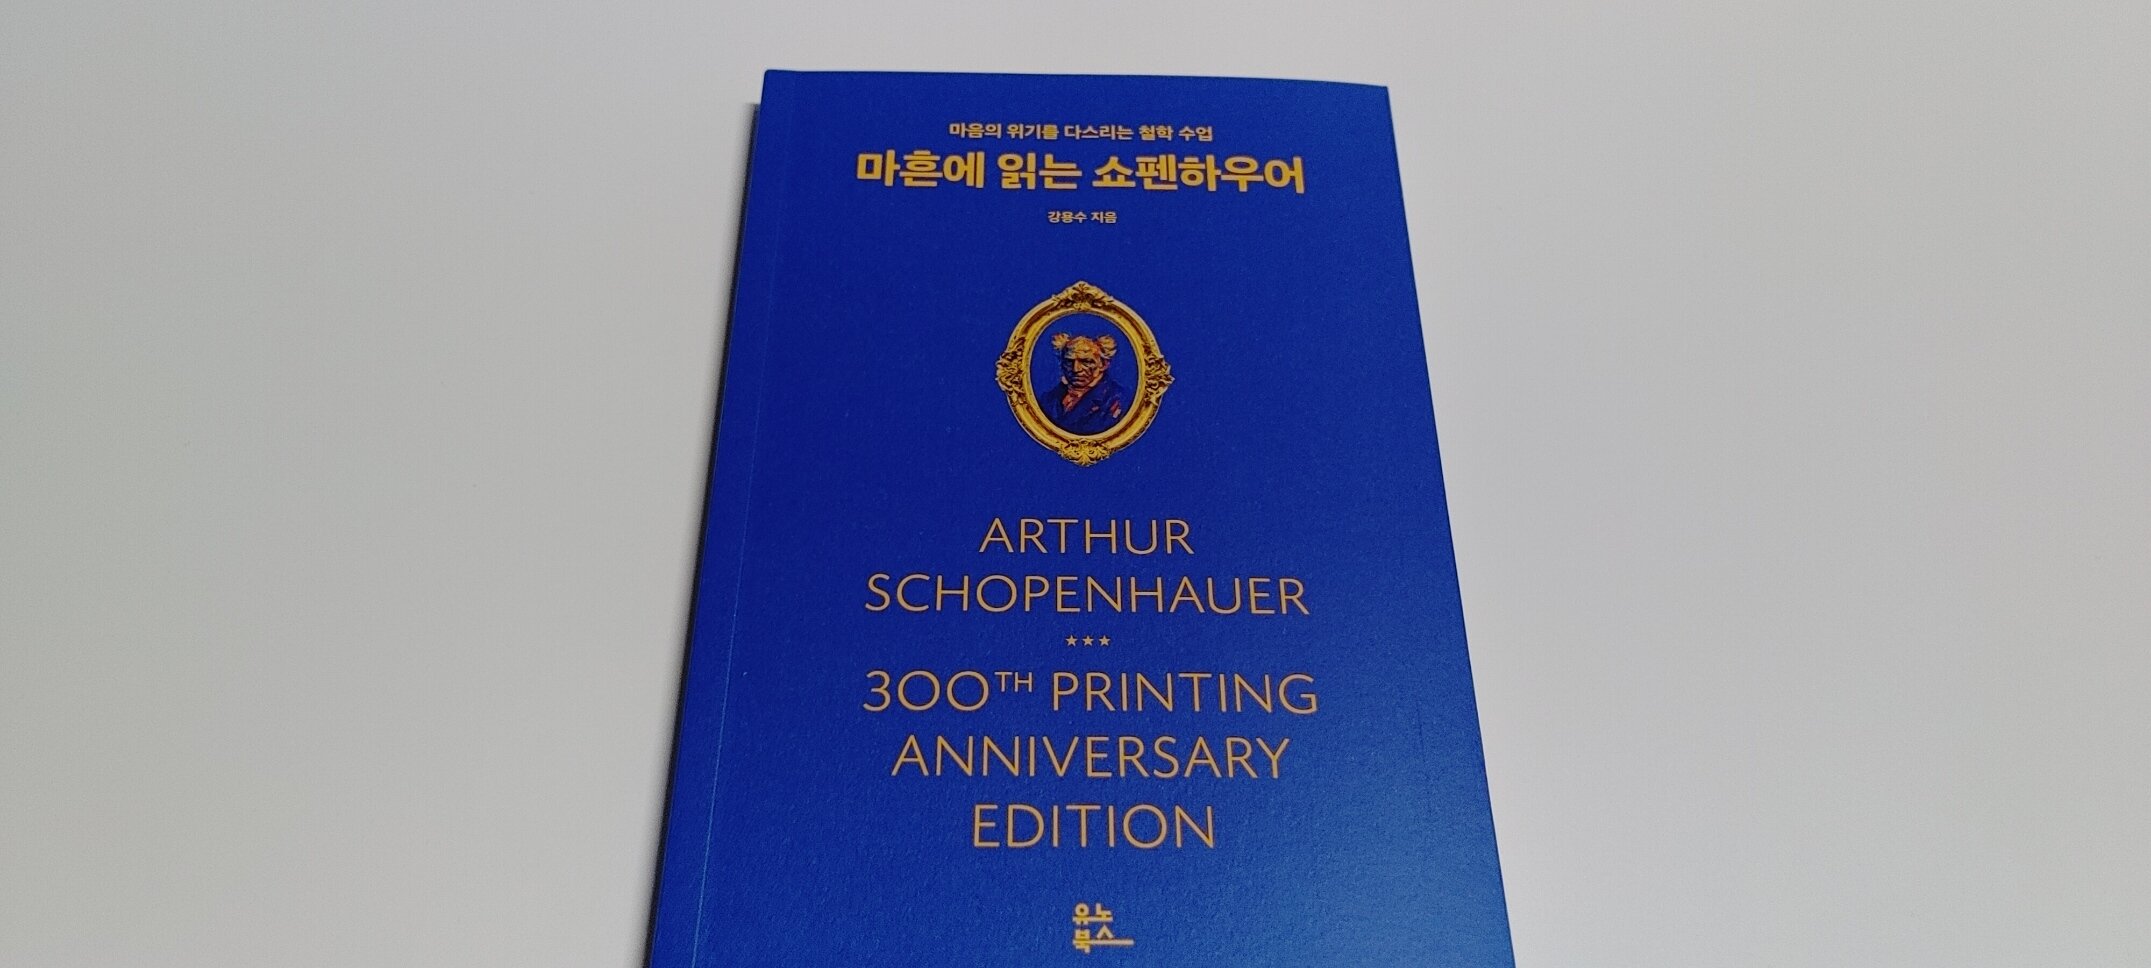 마음의 위기를 다스리는 철학 수업
마흔에 읽는 쇼펜하우어
강용수 지음
ARTHUR
SCHOPENHAUER
★★★
300TH PRINTING
ANNIVERSARY
EDITION
유노
북스